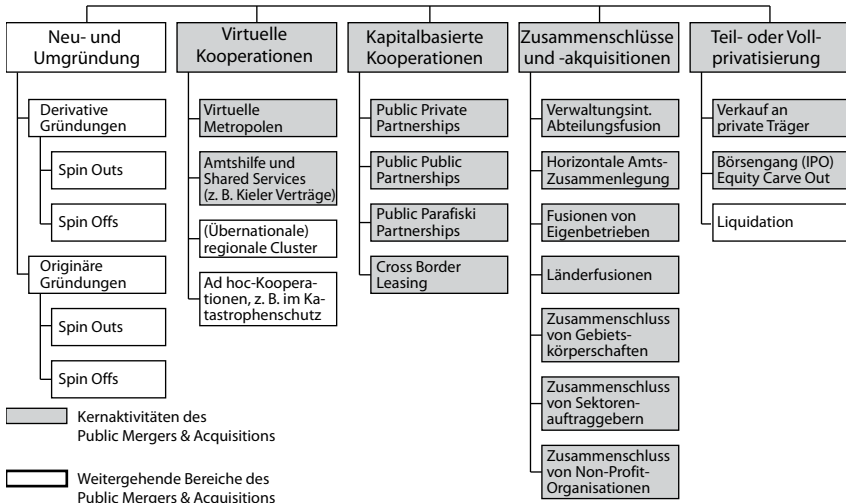 Neu- und
Umgründung
Virtuelle
Kooperationen
Kapitalbasierte
Kooperationen
Zusammenschlüsse
und -akquisitionen
Teil- oder Voll-
privatisierung
Derivative
Gründungen
Spin Outs
Spin Offs
Originäre
Gründungen
Spin Outs
Spin Offs
Virtuelle
Metropolen
Amtshilfe und
Shared Services
(z. B. Kieler Verträge)
(Übernationale)
regionale Cluster
Ad hoc-Koopera-
tionen, z. B. im Ka-
tastrophenschutz
Public Private
Partnerships
Public Public
Partnerships
Public Parafiski
Partnerships
Cross Border
Leasing
Verwaltungsint.
Abteilungsfusion
Horizontale Amts-
Zusammenlegung
Fusionen von
Eigenbetrieben
Länderfusionen
Zusammenschluss
von Gebiets-
körperschaften
Zusammenschluss
von Sektoren-
auftraggebern
Zusammenschluss
von Non-Profit-
Organisationen
Verkauf an
private Träger
Börsengang (IPO)
Equity Carve Out
Liquidation
Kernaktivitäten des
Public Mergers & Acquisitions
Weitergehende Bereiche des
Public Mergers & Acquisitions